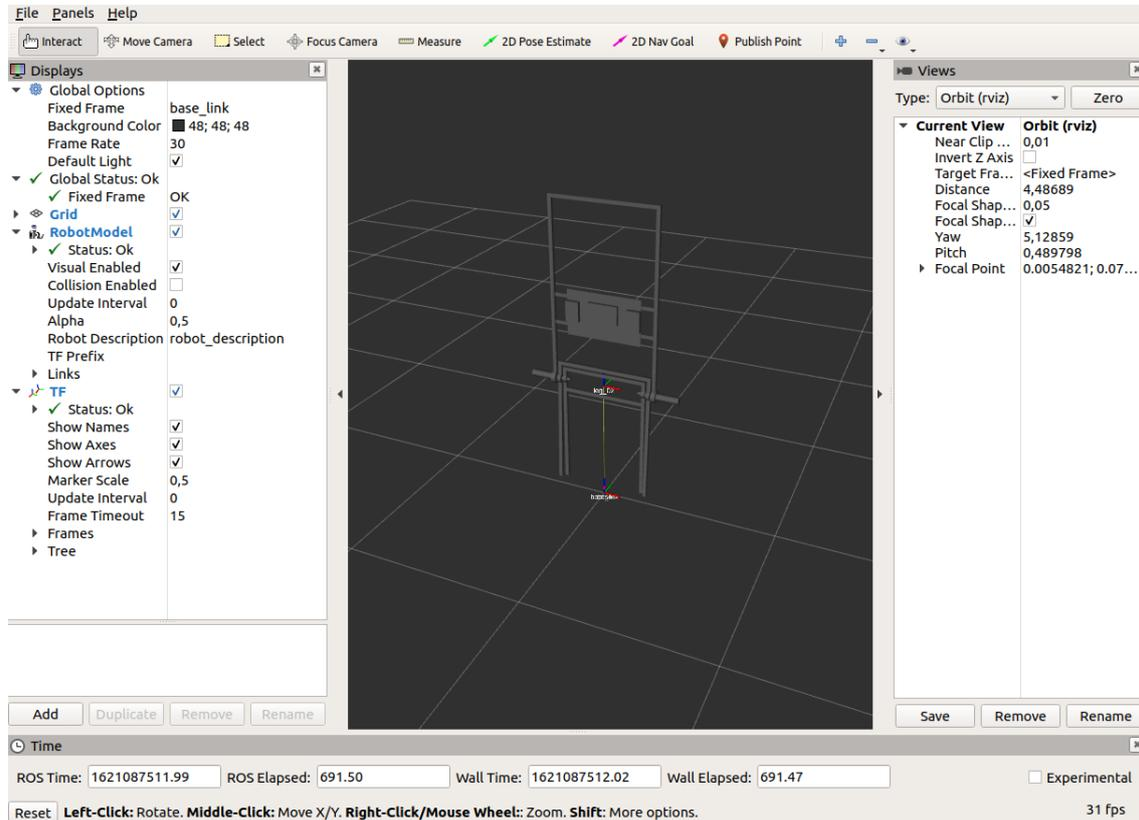 File Panels Help
Interact Move Camera Select Focus Camera Measure 2D Pose Estimate 2D Nav Goal Publish Point
Displays
Global Options
Fixed Frame base_link
Background Color 48; 48; 48
Frame Rate 30
Default Light
Global Status: Ok
Fixed Frame OK
Grid
RobotModel
Status: Ok
Visual Enabled
Collision Enabled
Update Interval 0
Alpha 0,5
Robot Description robot_description
TF Prefix
Links
TF
Status: Ok
Show Names
Show Axes
Show Arrows
Marker Scale 0,5
Update Interval 0
Frame Timeout 15
Frames
Tree
Add Duplicate Remove Rename
Views
Type: Orbit (rviz) Zero
Current View Orbit (rviz)
Near Clip ... 0,01
Invert Z Axis
Target Fra... <Fixed Frame>
Distance 4,48689
Focal Shap... 0,05
Focal Shap...
Yaw 5,12859
Pitch 0,489798
Focal Point 0.0054821; 0.07...
Save Remove Rename
Time
ROS Time: 1621087511.99 ROS Elapsed: 691.50 Wall Time: 1621087512.02 Wall Elapsed: 691.47 Experimental
Reset Left-Click: Rotate. Middle-Click: Move X/Y. Right-Click/Mouse Wheel:: Zoom. Shift: More options. 31 fps